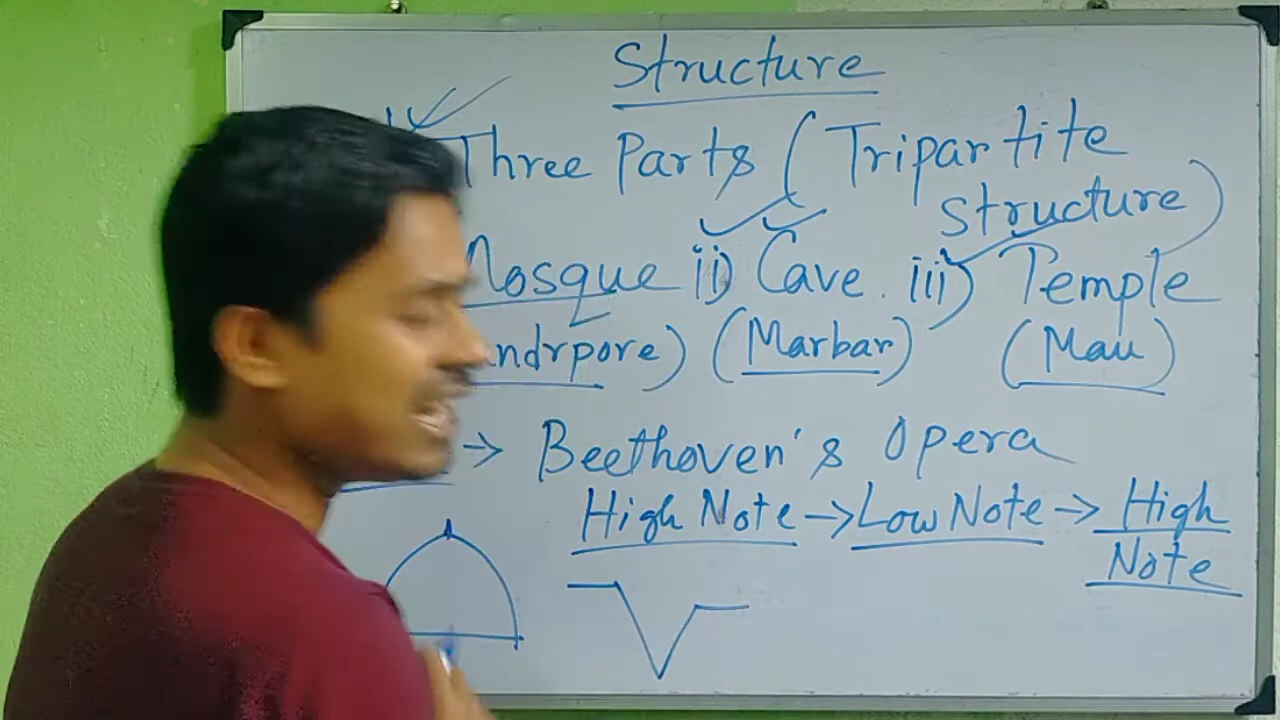 Structure
Three Parts (Tripartite
Structure)
Mosque ii) Cave. iii) Temple
ndrpore) (Marbar) (Mau)
→ Beethoven's Opera
High Note → Low Note → High
Note